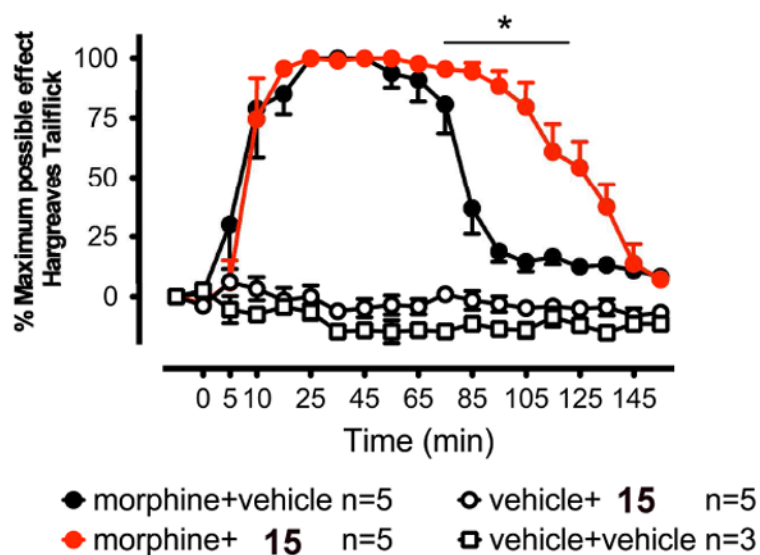 *
% Maximum possible effect
Hargreaves Tailflick
100
75
50
25
0
0 5 10 25 45 65 85 105 125 145
Time (min)
morphine+vehicle n=5
vehicle+ 15 n=5
morphine+ 15 n=5
vehicle+vehicle n=3